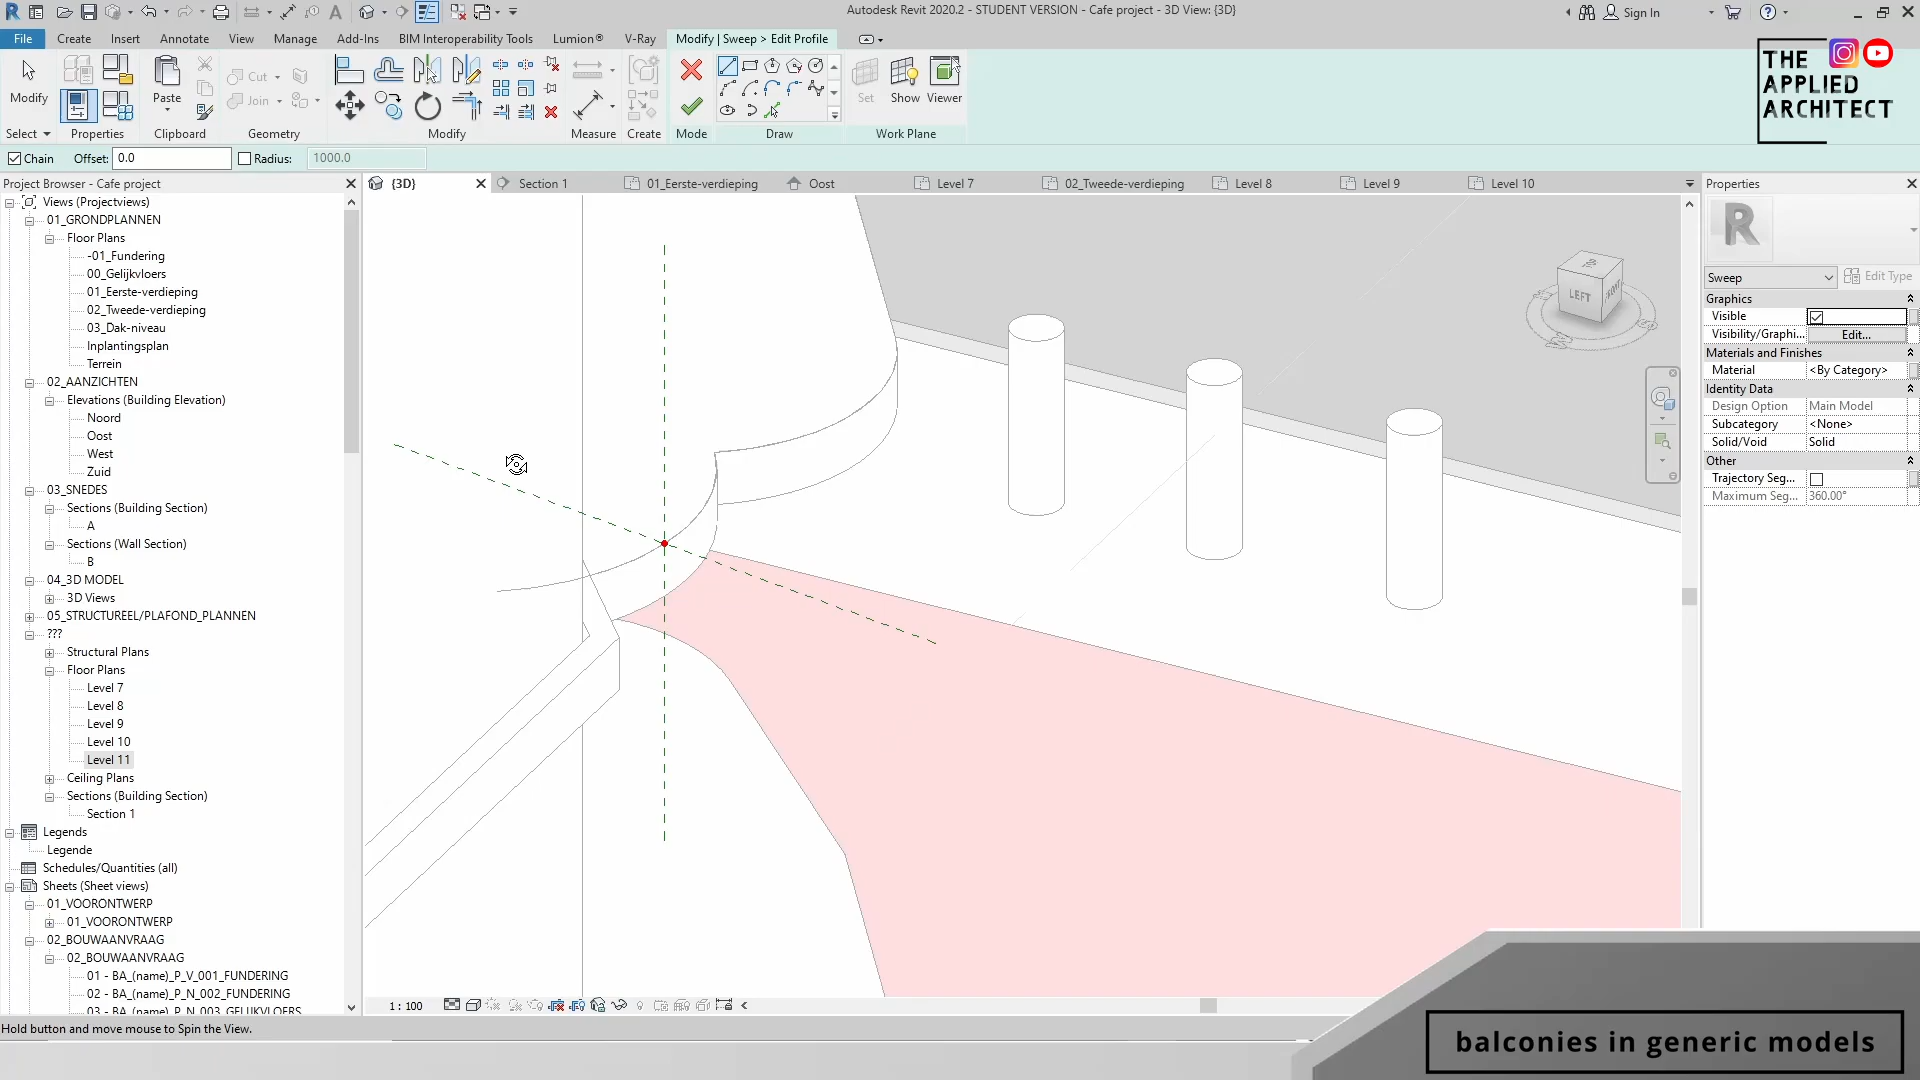 Autodesk Revit 2020.2 - STUDENT VERSION - Cafe project - 3D View: {3D}
Sign In
File
Create
Insert
Annotate
View
Manage
Add-Ins
BIM Interoperability Tools
Lumion®
V-Ray
Modify | Sweep > Edit Profile
Modify
Paste
Cut
Join
Set
Show
Viewer
Select
Properties
Clipboard
Geometry
Modify
Measure
Create
Mode
Draw
Work Plane
THE
APPLIED
ARCHITECT
Chain
Offset: 0.0
Radius: 1000.0
Project Browser - Cafe project
{3D}
Section 1
01_Eerste-verdieping
Oost
Level 7
02_Tweede-verdieping
Level 8
Level 9
Level 10
Properties
Views (Projectviews)
01_GRONDPLANNEN
Floor Plans
-01_Fundering
00_Gelijkvloers
01_Eerste-verdieping
02_Tweede-verdieping
03_Dak-niveau
Inplantingsplan
Terrein
02_AANZICHTEN
Elevations (Building Elevation)
Noord
Oost
West
Zuid
03_SNEDES
Sections (Building Section)
A
Sections (Wall Section)
B
04_3D MODEL
3D Views
05_STRUCTUREEL/PLAFOND_PLANNEN
???
Structural Plans
Floor Plans
Level 7
Level 8
Level 9
Level 10
Level 11
Ceiling Plans
Sections (Building Section)
Section 1
Legends
Legende
Schedules/Quantities (all)
Sheets (Sheet views)
01_VOORONTWERP
01_VOORONTWERP
02_BOUWAANVRAAG
02_BOUWAANVRAAG
01 - BA_(name)_P_V_001_FUNDERING
02 - BA_(name)_P_N_002_FUNDERING
03 - BA_(name)_P_N_003_GELIJKVLOERS
LEFT
Sweep
Edit Type
Graphics
Visible
Visibility/Graphi...
Edit...
Materials and Finishes
Material
<By Category>
Identity Data
Design Option
Main Model
Subcategory
<None>
Solid/Void
Solid
Other
Trajectory Seg...
Maximum Seg...
360.00°
1 : 100
Hold button and move mouse to Spin the View.
balconies in generic models